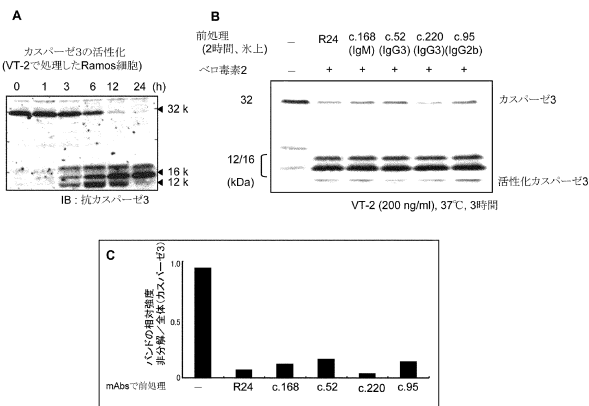 A
カスパーゼ3の活性化
(VT-2で処理したRamos細胞)
0 1 3 6 12 24 (h)
32 k
16 k
12 k
IB : 抗カスパーゼ3
B
前処理
(2時間、氷上)
－ R24 c.168 (IgM) c.52 (IgG3) c.220 (IgG3) c.95 (IgG2b)
ベロ毒素2 － + + + + +
32 カスパーゼ3
12/16
(kDa) 活性化カスパーゼ3
VT-2 (200 ng/ml), 37℃, 3時間
C
バンドの相対強度
非分解／全体(カスパーゼ3)
1.0
0.5
0
mAbsで前処理 － R24 c.168 c.52 c.220 c.95